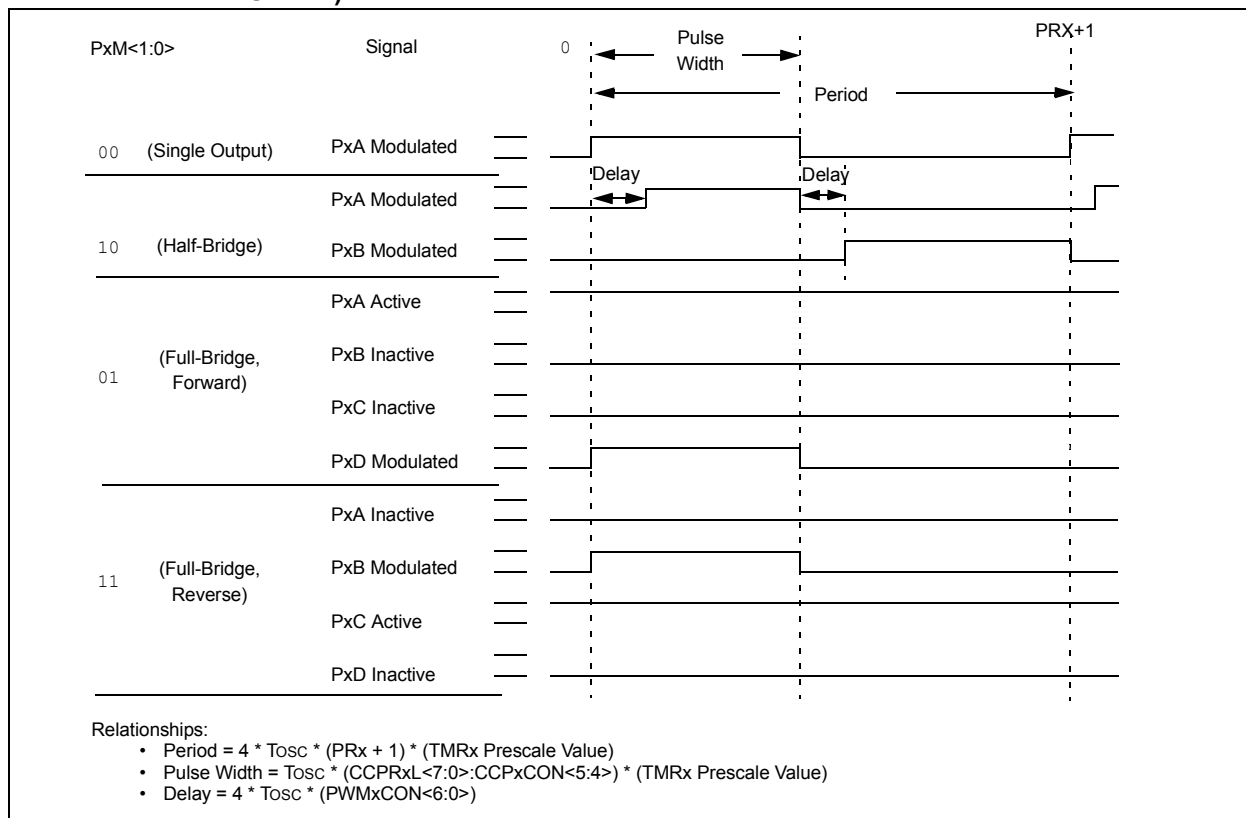 PxM<1:0> Signal 0 Pulse Width PRX+1
Period
00 (Single Output) PxA Modulated
Delay Delay
PxA Modulated
10 (Half-Bridge) PxB Modulated
PxA Active
PxB Inactive
01 (Full-Bridge, Forward)
PxC Inactive
PxD Modulated
PxA Inactive
PxB Modulated
11 (Full-Bridge, Reverse)
PxC Active
PxD Inactive
Relationships:
• Period = 4 * TOSC * (PRx + 1) * (TMRx Prescale Value)
• Pulse Width = TOSC * (CCPRxL<7:0>:CCPxCON<5:4>) * (TMRx Prescale Value)
• Delay = 4 * TOSC * (PWMxCON<6:0>)